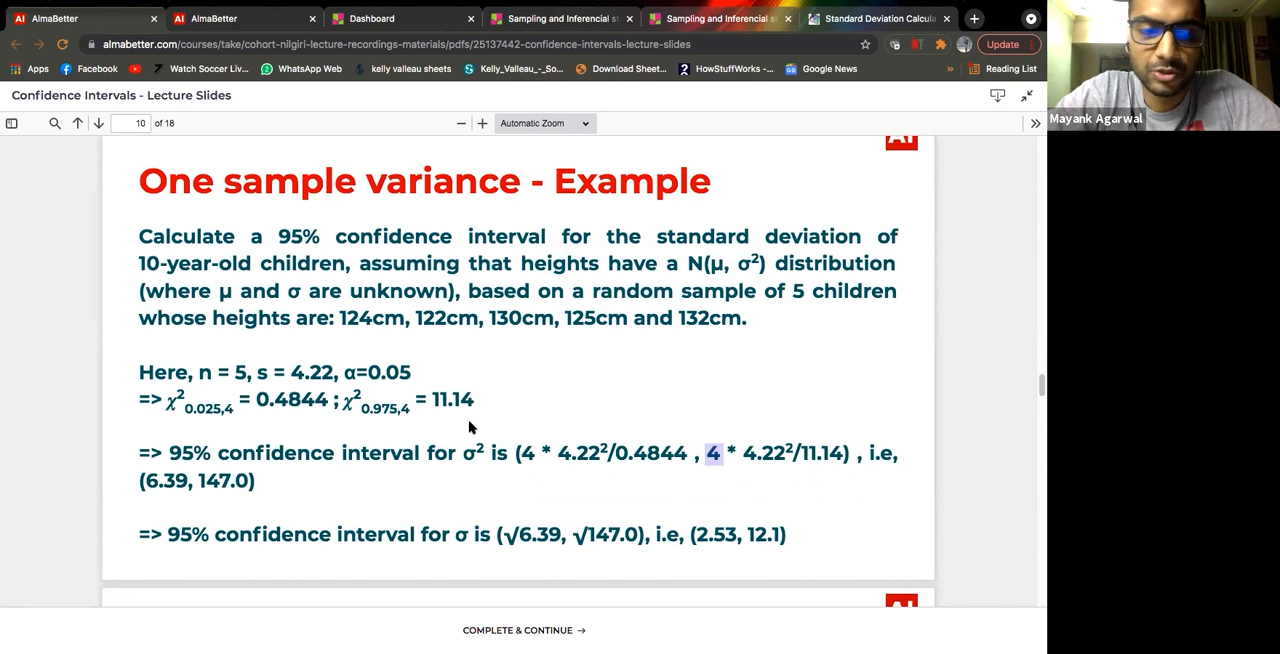 AlmaBetter
AlmaBetter
Dashboard
Sampling and Inferential s
Sampling and Inferential s
Standard Deviation Calcula
almabetter.com/courses/take/cohort-nilgiri-lecture-recordings-materials/pdfs/25137442-confidence-intervals-lecture-slides
Update
Apps
Facebook
Watch Soccer Liv...
WhatsApp Web
kelly valleau sheets
Kelly_Valleau_-_So...
Download Sheet...
HowStuffWorks -...
Google News
»
Reading List
Confidence Intervals - Lecture Slides
10 of 18
Automatic Zoom
Mayank Agarwal
One sample variance - Example
Calculate a 95% confidence interval for the standard deviation of
10-year-old children, assuming that heights have a N(μ, σ²) distribution
(where μ and σ are unknown), based on a random sample of 5 children
whose heights are: 124cm, 122cm, 130cm, 125cm and 132cm.
Here, n = 5, s = 4.22, α=0.05
=> χ²0.025,4 = 0.4844 ; χ²0.975,4 = 11.14
=> 95% confidence interval for σ² is (4 * 4.22²/0.4844 , 4 * 4.22²/11.14) , i.e,
(6.39, 147.0)
=> 95% confidence interval for σ is (√6.39, √147.0), i.e, (2.53, 12.1)
COMPLETE & CONTINUE →